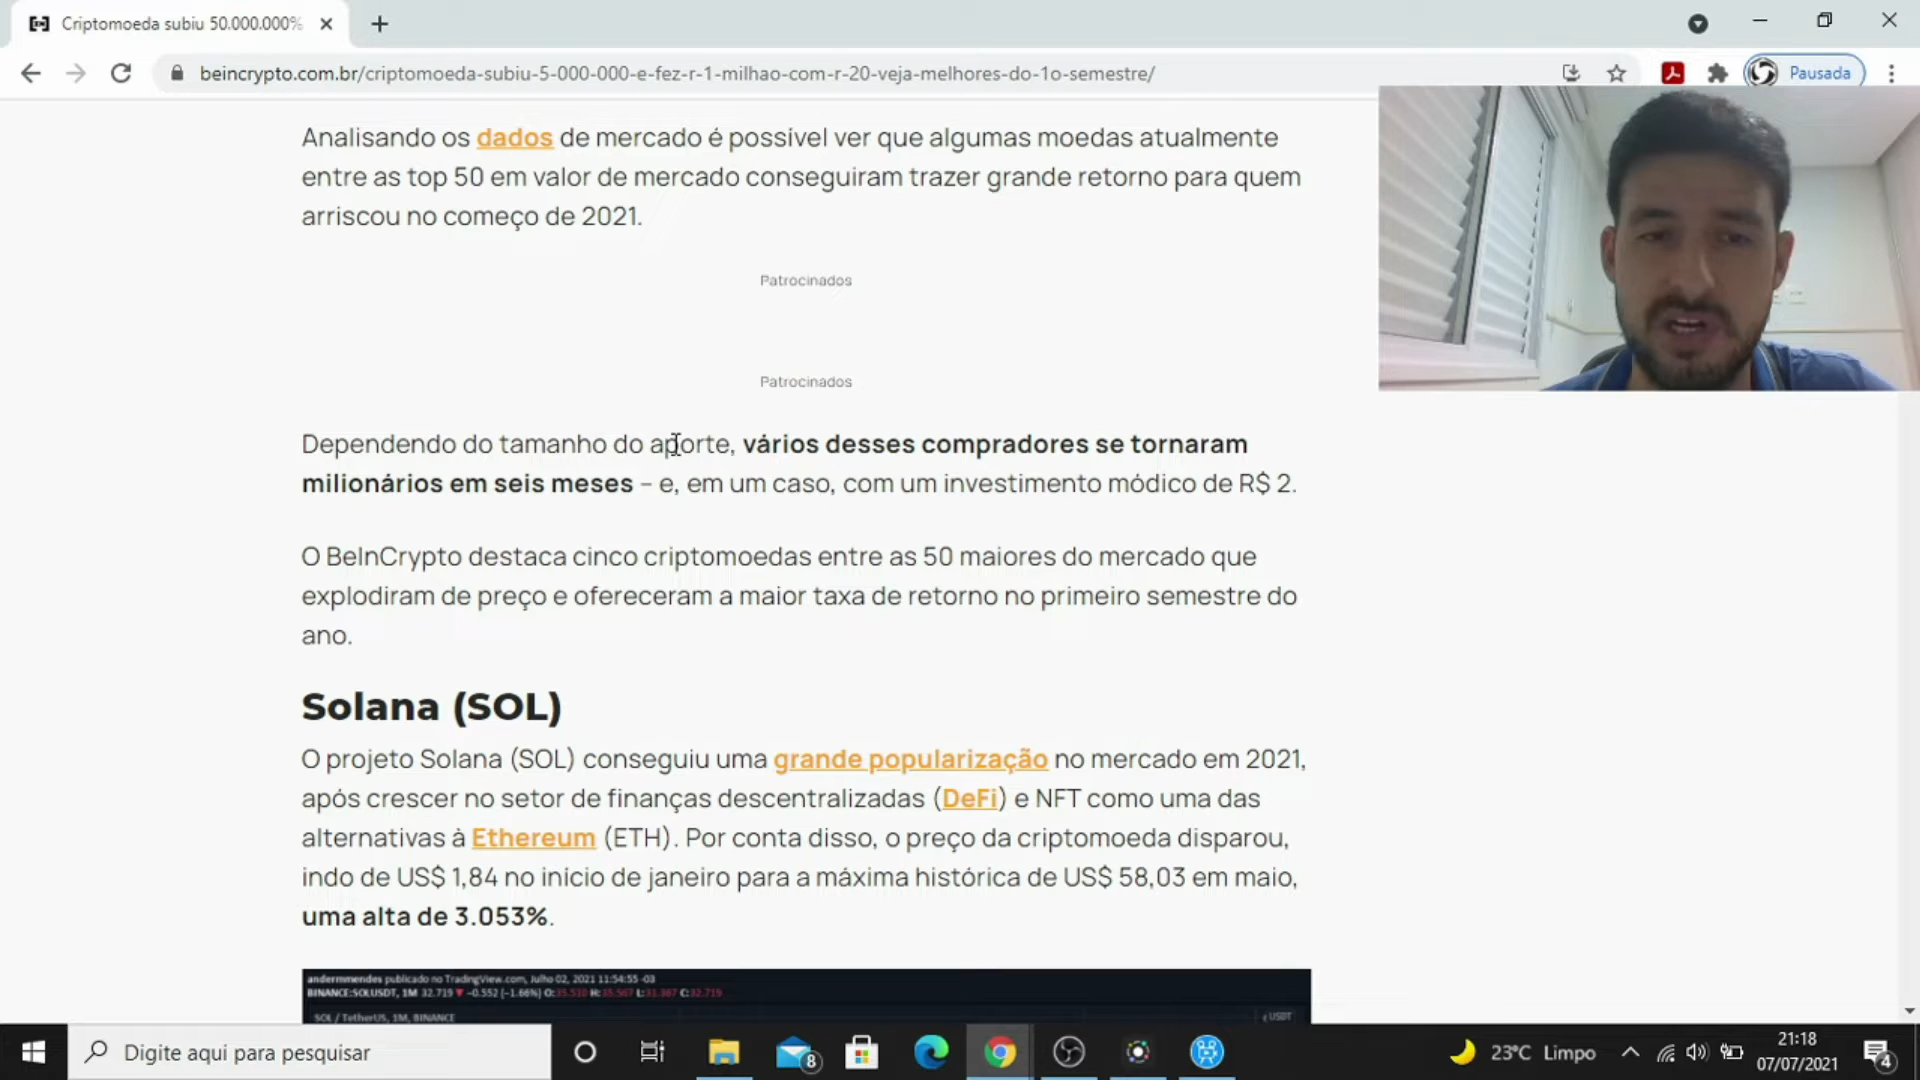 Criptomoeda subiu 50.000.000%
beincrypto.com.br/criptomoeda-subiu-5-000-000-e-fez-r-1-milhao-com-r-20-veja-melhores-do-1o-semestre/
Pausada
Analisando os dados de mercado é possível ver que algumas moedas atualmente
entre as top 50 em valor de mercado conseguiram trazer grande retorno para quem
arriscou no começo de 2021.
Patrocinados
Patrocinados
Dependendo do tamanho do aporte, vários desses compradores se tornaram
milionários em seis meses – e, em um caso, com um investimento módico de R$ 2.
O BeInCrypto destaca cinco criptomoedas entre as 50 maiores do mercado que
explodiram de preço e ofereceram a maior taxa de retorno no primeiro semestre do
ano.
Solana (SOL)
O projeto Solana (SOL) conseguiu uma grande popularização no mercado em 2021,
após crescer no setor de finanças descentralizadas (DeFi) e NFT como uma das
alternativas à Ethereum (ETH). Por conta disso, o preço da criptomoeda disparou,
indo de US$ 1,84 no início de janeiro para a máxima histórica de US$ 58,03 em maio,
uma alta de 3.053%.
andermmendes publicado no TradingView.com, Julho 02, 2021 11:54:55 -03
BINANCE:SOLUSDT, 1M 32.719 ▼ −0.552 (−1.66%) O:35.510 H:35.567 L:31.367 C:32.719
SOL / TetherUS, 1M, BINANCE
USDT
Digite aqui para pesquisar
8
23°C Limpo
21:18
07/07/2021
4